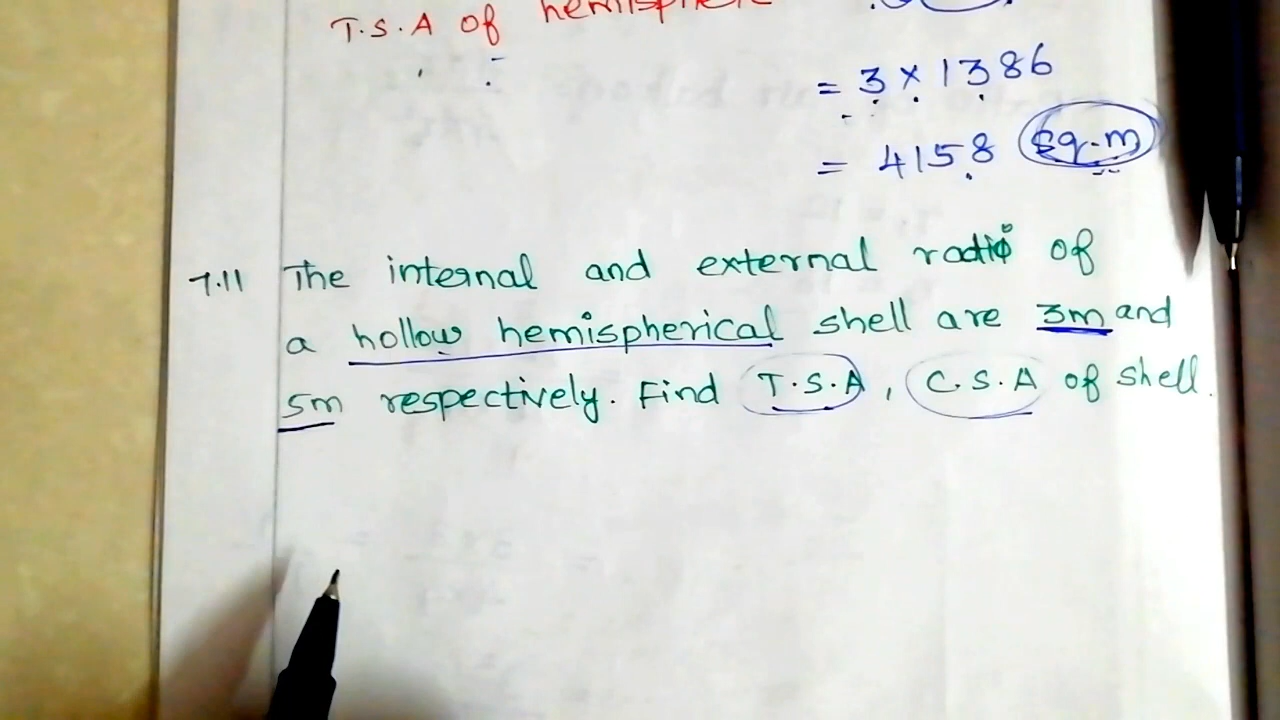 T.S.A of hemisphere
= 3 × 1386
= 4158 Sq.m
7.11 The internal and external radii of
a hollow hemispherical shell are 3m and
5m respectively. Find T.S.A, C.S.A of shell.